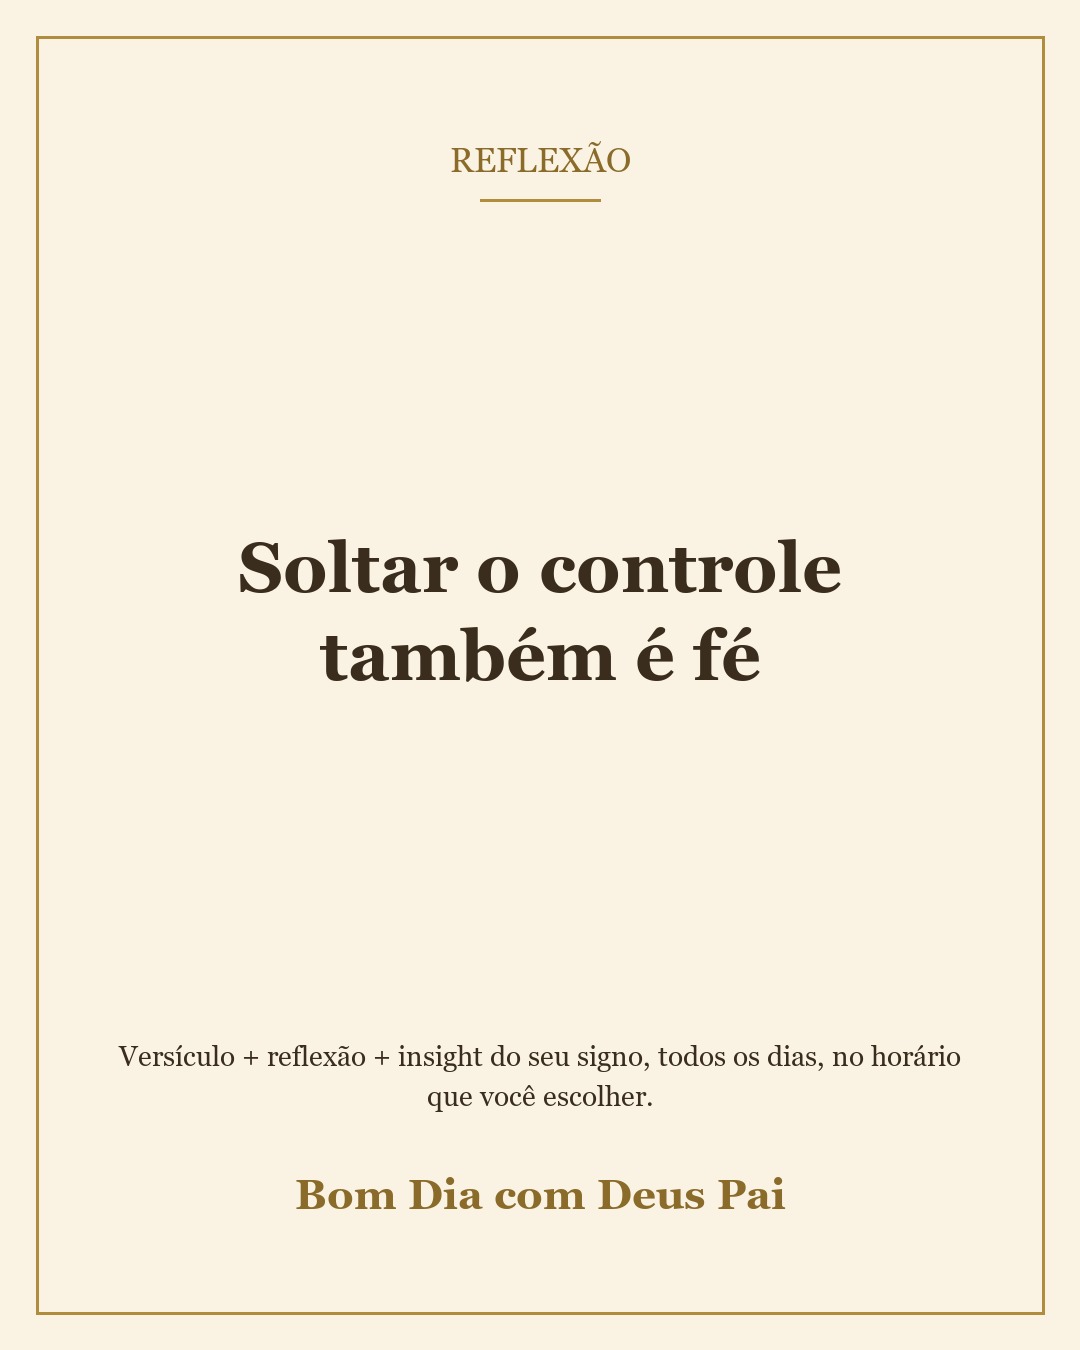 REFLEXÃO
Soltar o controle
também é fé
Versículo + reflexão + insight do seu signo, todos os dias, no horário
que você escolher.
Bom Dia com Deus Pai